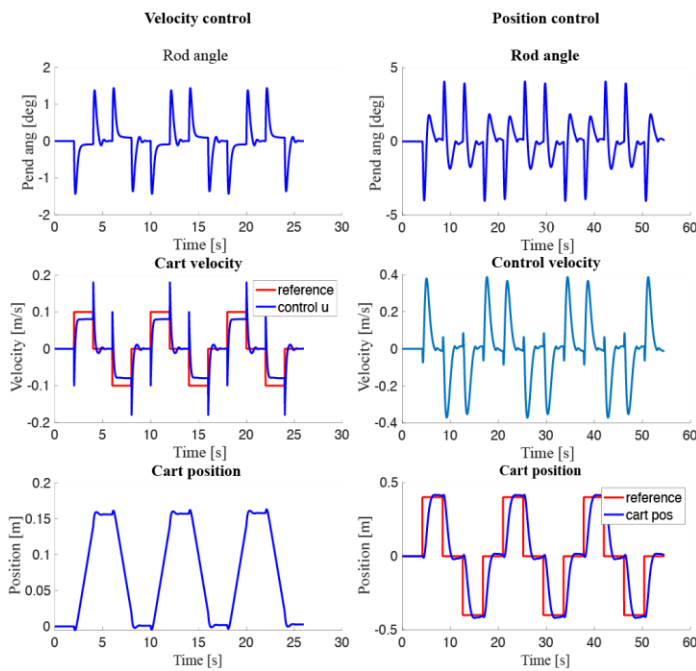 Velocity control
Position control
Rod angle
Pend ang [deg]
2
1
0
-1
-2
0 5 10 15 20 25 30
Time [s]
Rod angle
Pend ang [deg]
5
0
-5
0 10 20 30 40 50 60
Time [s]
Cart velocity
Velocity [m/s]
0.2
0.1
0
-0.1
-0.2
reference
control u
0 5 10 15 20 25 30
Time [s]
Control velocity
Velocity [m/s]
0.4
0.2
0
-0.2
-0.4
0 10 20 30 40 50 60
Time [s]
Cart position
Position [m]
0.2
0.15
0.1
0.05
0
0 5 10 15 20 25 30
Time [s]
Cart position
Position [m]
0.5
0
-0.5
reference
cart pos
0 10 20 30 40 50 60
Time [s]